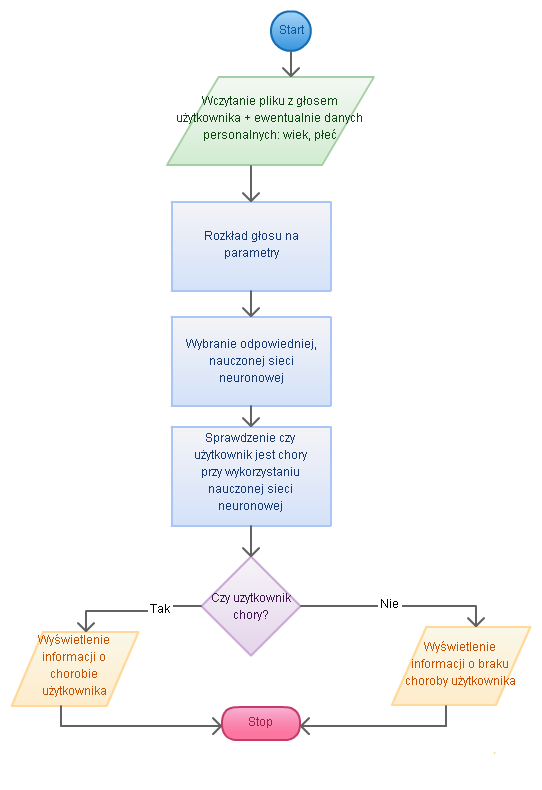 Start
Wczytanie pliku z głosem
użytkownika + ewentualnie danych
personalnych: wiek, płeć
Rozkład głosu na
parametry
Wybranie odpowiedniej,
nauczonej sieci
neuronowej
Sprawdzenie czy
użytkownik jest chory
przy wykorzystaniu
nauczonej sieci
neuronowej
Czy uzytkownik
chory?
Tak
Nie
Wyświetlenie
informacji o
chorobie
użytkownika
Wyświetlenie
informacji o braku
choroby użytkownika
Stop